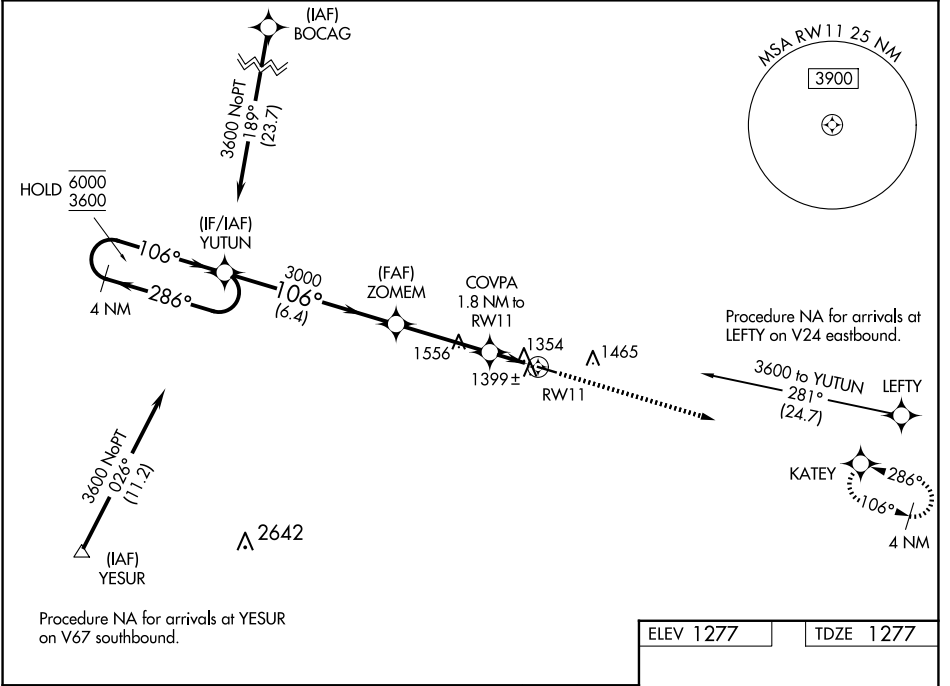 (IAF)
BOCAG
MSA RW11 25 NM
3900
3600 NoPT
189°
(23.7)
HOLD 6000
3600
(IF/IAF)
YUTUN
106°
286°
4 NM
3000
106°
(6.4)
(FAF)
ZOMEM
COVPA
1.8 NM to
RW11
1556
1354
1399±
1465
RW11
Procedure NA for arrivals at
LEFTY on V24 eastbound.
3600 to YUTUN
281°
(24.7)
LEFTY
KATEY
286°
106°
4 NM
3600 NoPT
026°
(11.2)
(IAF)
YESUR
2642
Procedure NA for arrivals at YESUR
on V67 southbound.
ELEV 1277
TDZE 1277